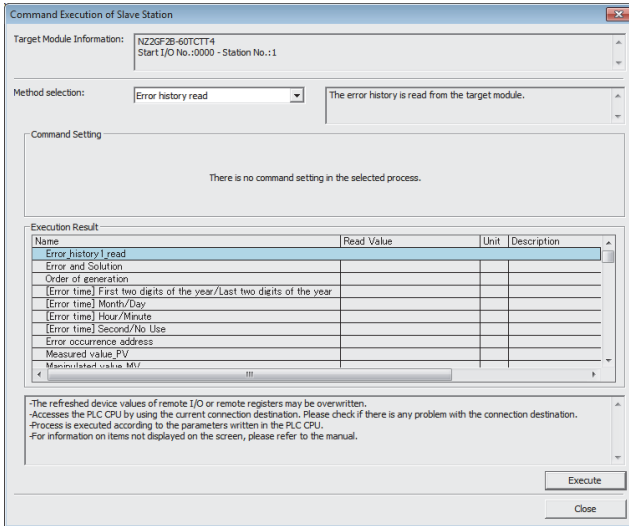 Command Execution of Slave Station
Target Module Information:
NZ2GF2B-60TCTT4
Start I/O No.:0000 - Station No.:1
Method selection:
Error history read
The error history is read from the target module.
Command Setting
There is no command setting in the selected process.
Execution Result
Name Read Value Unit Description
Error_history1_read
Error and Solution
Order of generation
[Error time] First two digits of the year/Last two digits of the year
[Error time] Month/Day
[Error time] Hour/Minute
[Error time] Second/No Use
Error occurrence address
Measured value_PV
Manipulated value_MV
-The refreshed device values of remote I/O or remote registers may be overwritten.
-Accesses the PLC CPU by using the current connection destination. Please check if there is any problem with the connection destination.
-Process is executed according to the parameters written in the PLC CPU.
-For information on items not displayed on the screen, please refer to the manual.
Execute
Close